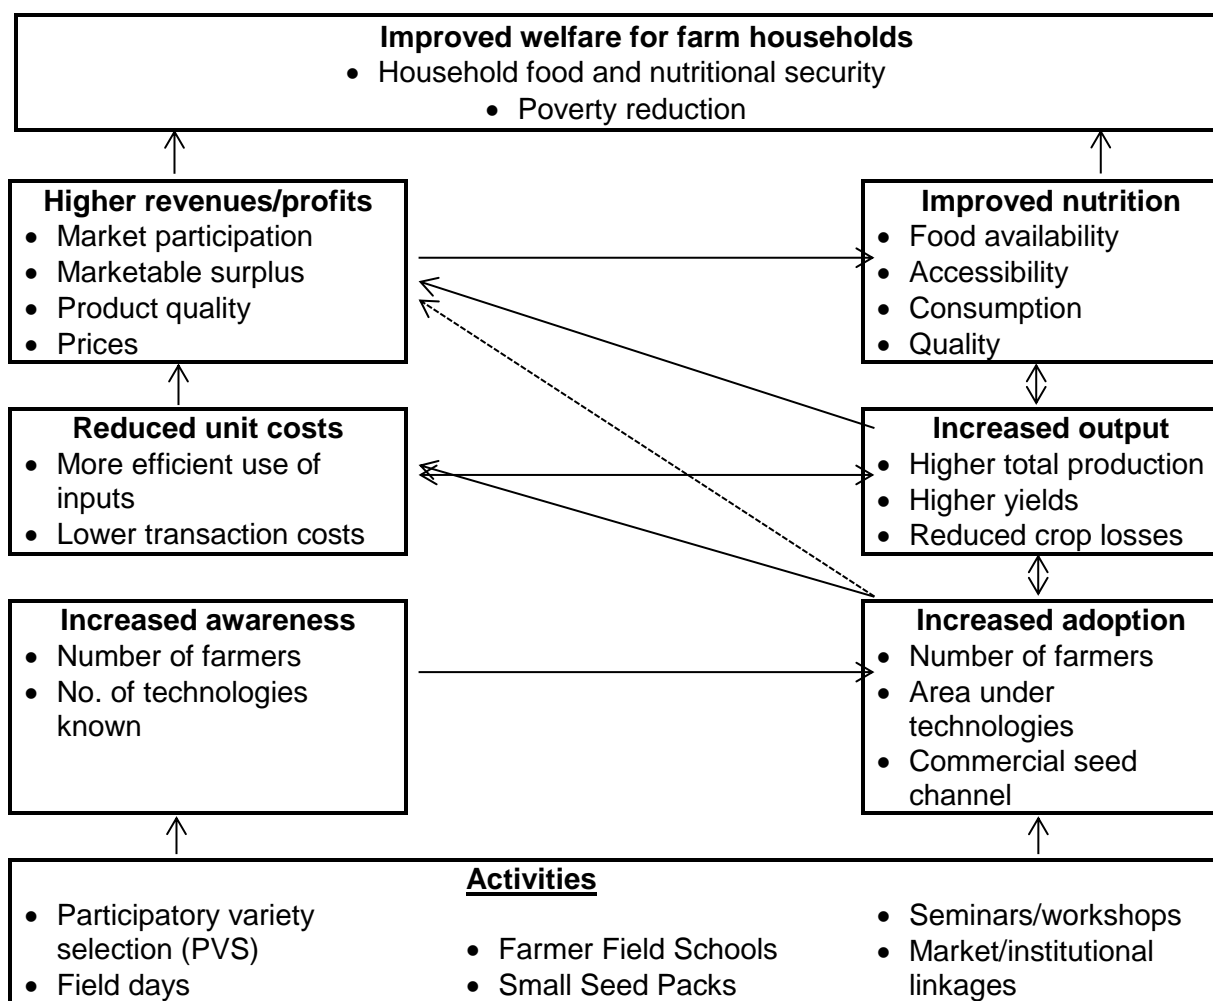 Improved welfare for farm households
• Household food and nutritional security
• Poverty reduction
Higher revenues/profits
• Market participation
• Marketable surplus
• Product quality
• Prices
Improved nutrition
• Food availability
• Accessibility
• Consumption
• Quality
Reduced unit costs
• More efficient use of
inputs
• Lower transaction costs
Increased output
• Higher total production
• Higher yields
• Reduced crop losses
Increased awareness
• Number of farmers
• No. of technologies
known
Increased adoption
• Number of farmers
• Area under
technologies
• Commercial seed
channel
Activities
• Participatory variety
selection (PVS)
• Field days
• Farmer Field Schools
• Small Seed Packs
• Seminars/workshops
• Market/institutional
linkages